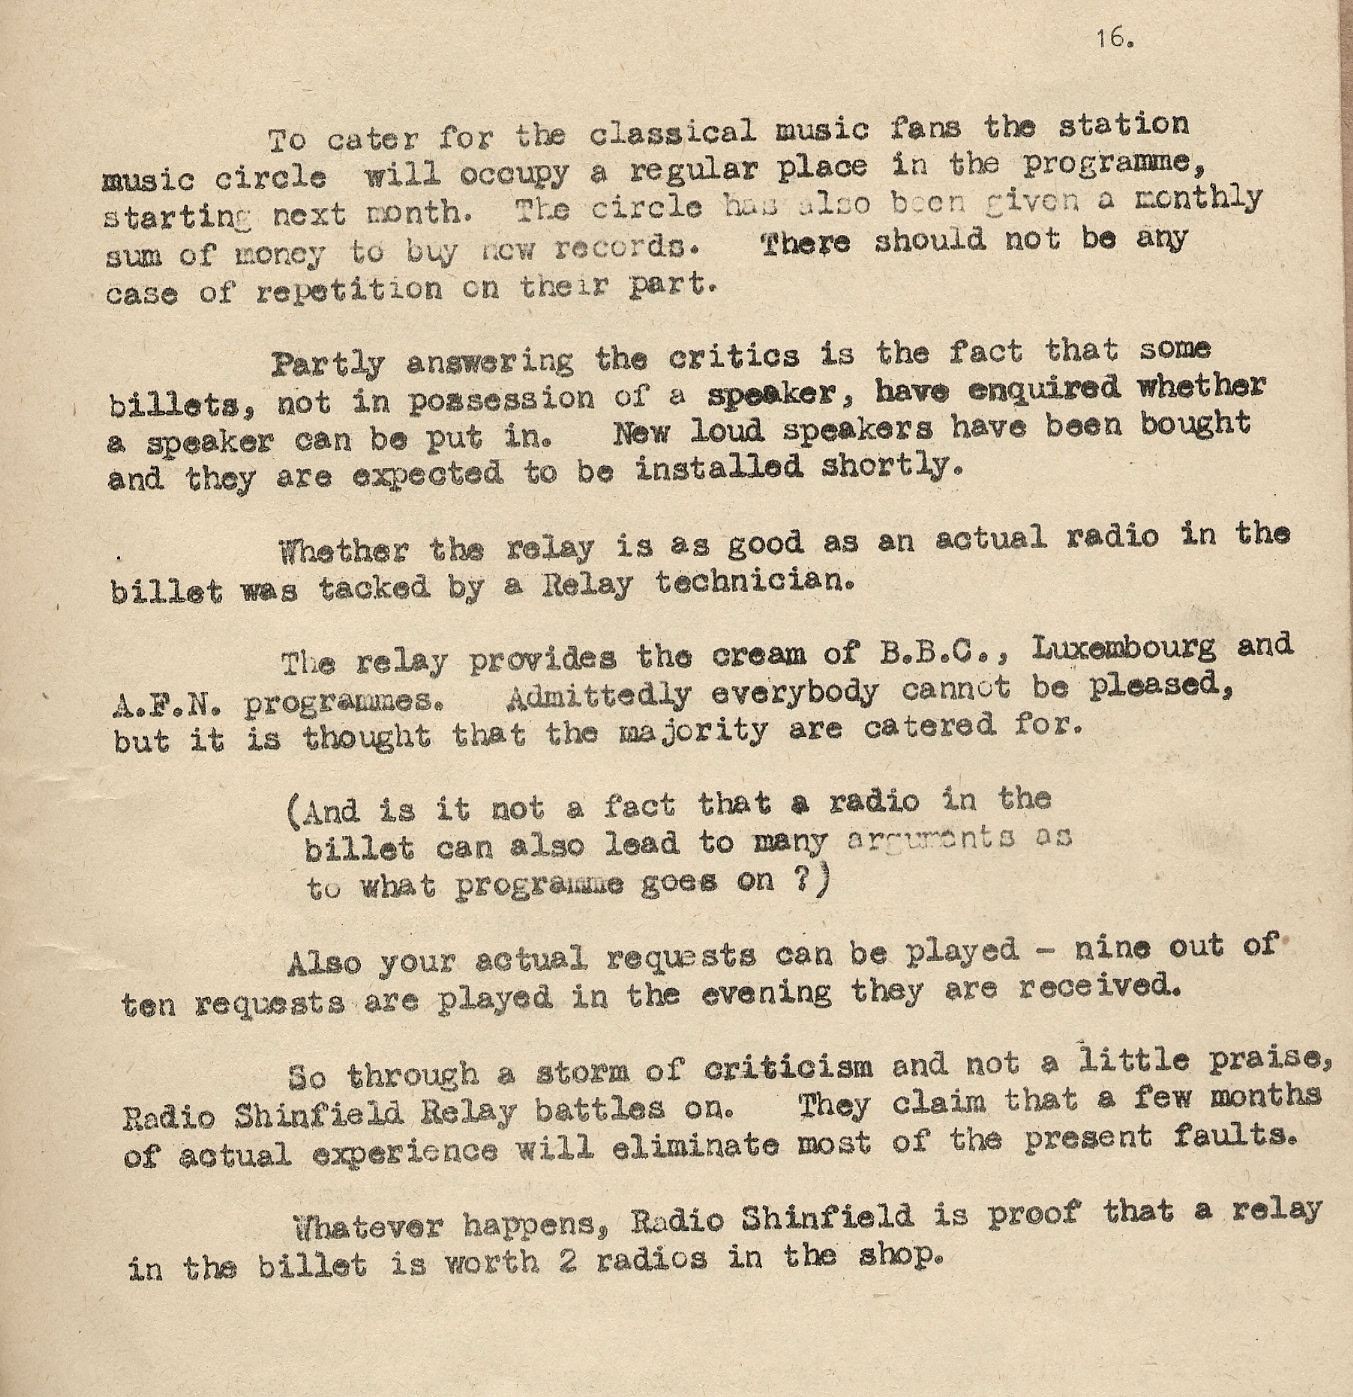 16.
To cater for the classical music fans the station
music circle will occupy a regular place in the programme,
starting next month. The circle has also been given a monthly
sum of money to buy new records. There should not be any
case of repetition on their part.
Partly answering the critics is the fact that some
billets, not in possession of a speaker, have enquired whether
a speaker can be put in. New loud speakers have been bought
and they are expected to be installed shortly.
Whether the relay is as good as an actual radio in the
billet was tacked by a Relay technician.
The relay provides the cream of B.B.C., Luxembourg and
A.F.N. programmes. Admittedly everybody cannot be pleased,
but it is thought that the majority are catered for.
(And is it not a fact that a radio in the
billet can also lead to many arguments as
to what programme goes on ?)
Also your actual requests can be played - nine out of
ten requests are played in the evening they are received.
So through a storm of criticism and not a little praise,
Radio Shinfield Relay battles on. They claim that a few months
of actual experience will eliminate most of the present faults.
Whatever happens, Radio Shinfield is proof that a relay
in the billet is worth 2 radios in the shop.